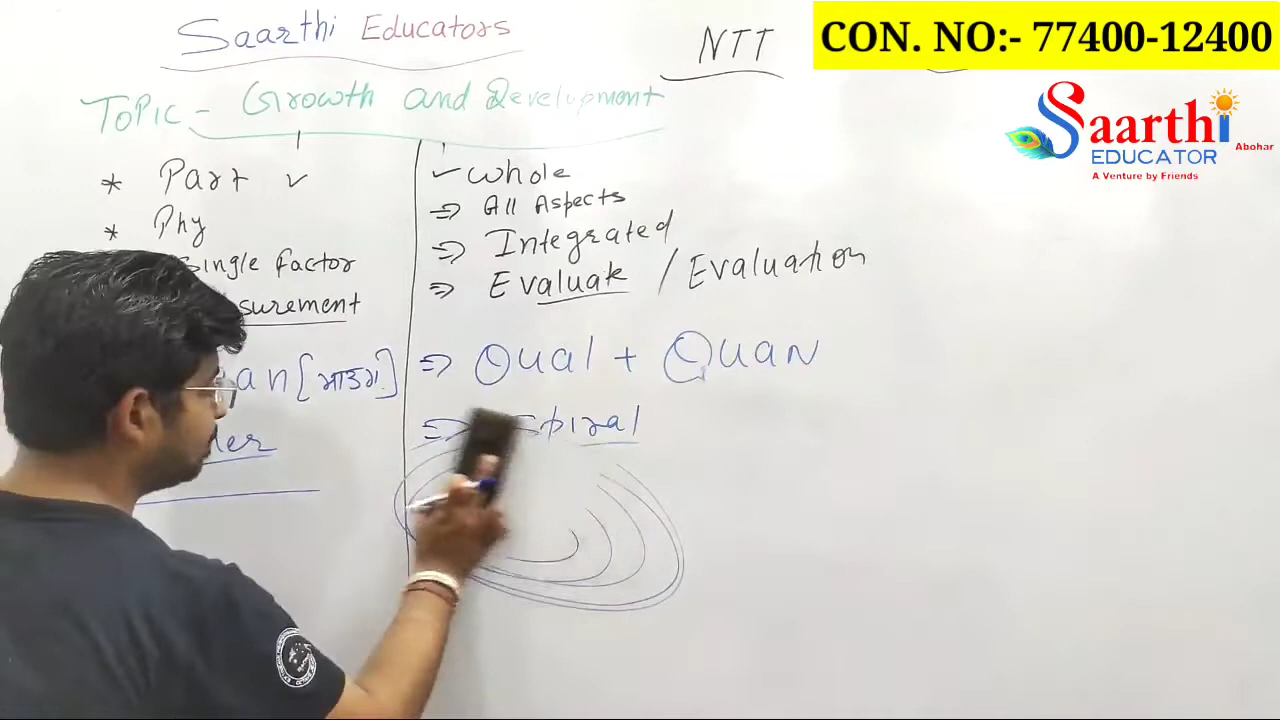 Saarthi Educators
NTT
CON. NO:- 77400-12400
Saarthi
EDUCATOR Abohar
A Venture by Friends
Topic - Growth and Development
* Part ✓
* Phy
Single factor
surement
an [मात्रा]
✓ Whole
⇒ All Aspects
⇒ Integrated
⇒ Evaluate / Evaluation
⇒ Qual + Quan
⇒ Spiral